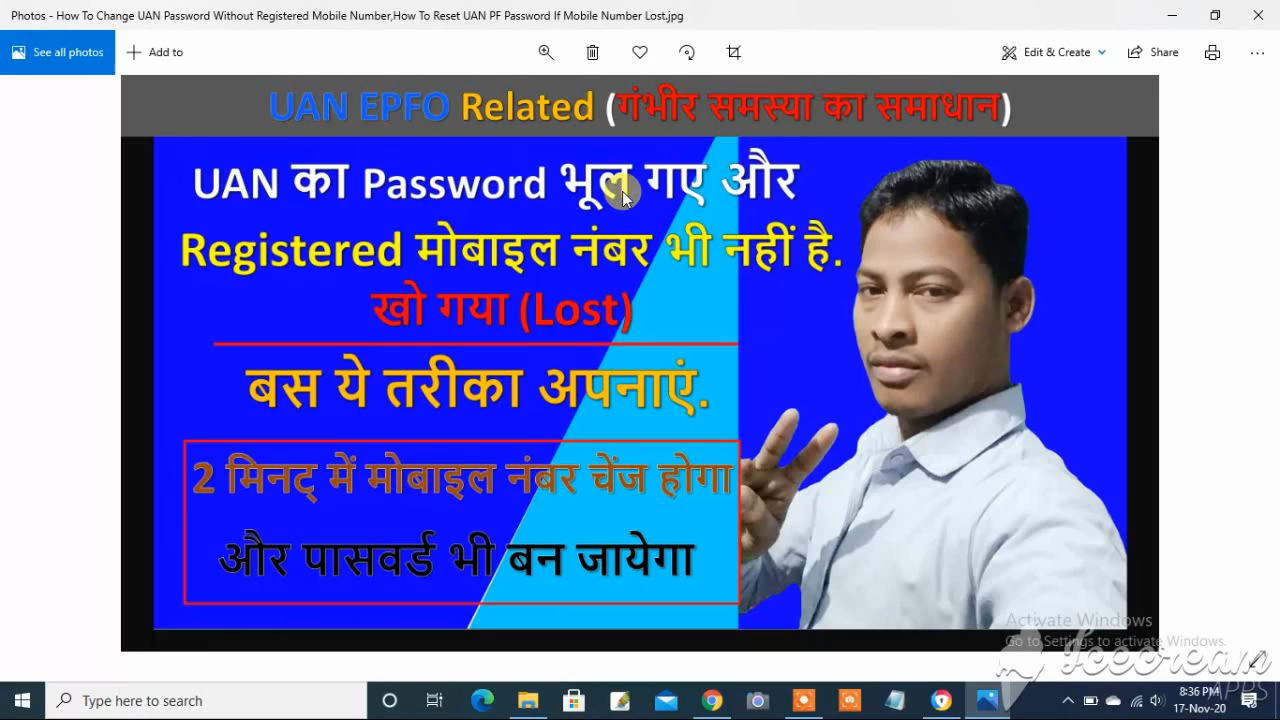 Photos - How To Change UAN Password Without Registered Mobile Number,How To Reset UAN PF Password If Mobile Number Lost.jpg
See all photos
Add to
Edit & Create
Share
UAN EPFO Related (गंभीर समस्या का समाधान)
UAN का Password भूल गए और
Registered मोबाइल नंबर भी नहीं है.
खो गया (Lost)
बस ये तरीका अपनाएं.
2 मिनट् में मोबाइल नंबर चेंज होगा
और पासवर्ड भी बन जायेगा
Activate Windows
Go to Settings to activate Windows.
Icecream
APPS
Type here to search
8:36 PM
17-Nov-20